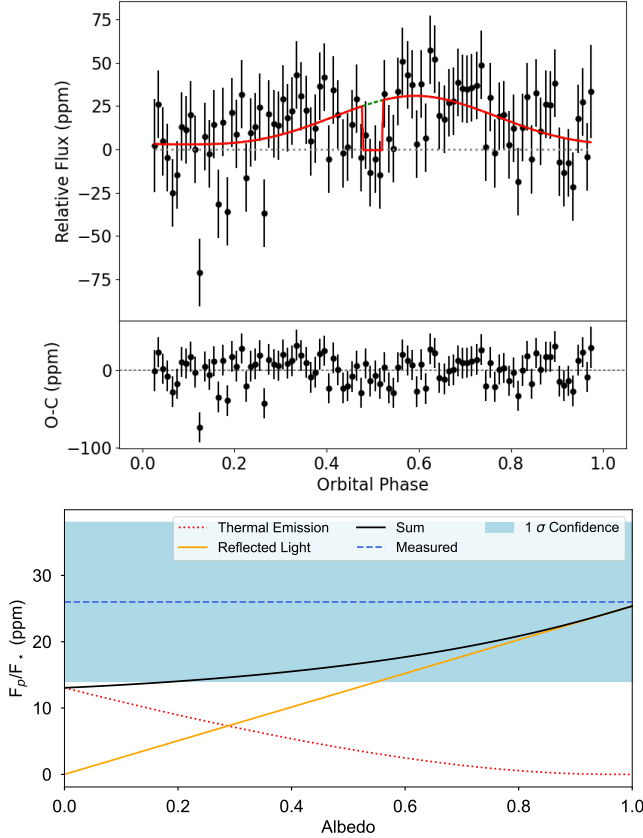 75
50
25
0
−25
−50
−75
Relative Flux (ppm)
0
−100
O-C (ppm)
0.0 0.2 0.4 0.6 0.8 1.0
Orbital Phase
Thermal Emission Sum 1 σ Confidence
Reflected Light Measured
30
20
10
0
Fₚ/F⋆ (ppm)
0.0 0.2 0.4 0.6 0.8 1.0
Albedo